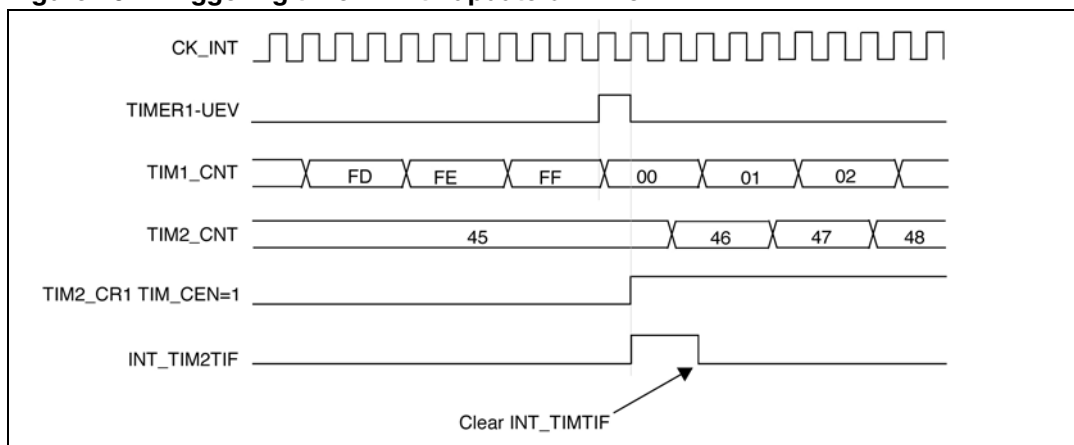 CK_INT
TIMER1-UEV
TIM1_CNT FD FE FF 00 01 02
TIM2_CNT 45 46 47 48
TIM2_CR1 TIM_CEN=1
INT_TIM2TIF
Clear INT_TIMTIF